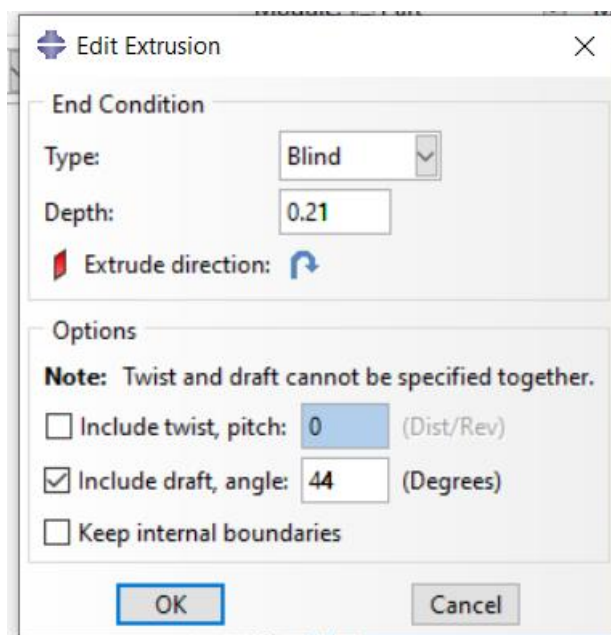 Edit Extrusion
End Condition
Type: Blind
Depth: 0.21
Extrude direction:
Options
Note: Twist and draft cannot be specified together.
Include twist, pitch: 0 (Dist/Rev)
Include draft, angle: 44 (Degrees)
Keep internal boundaries
OK Cancel